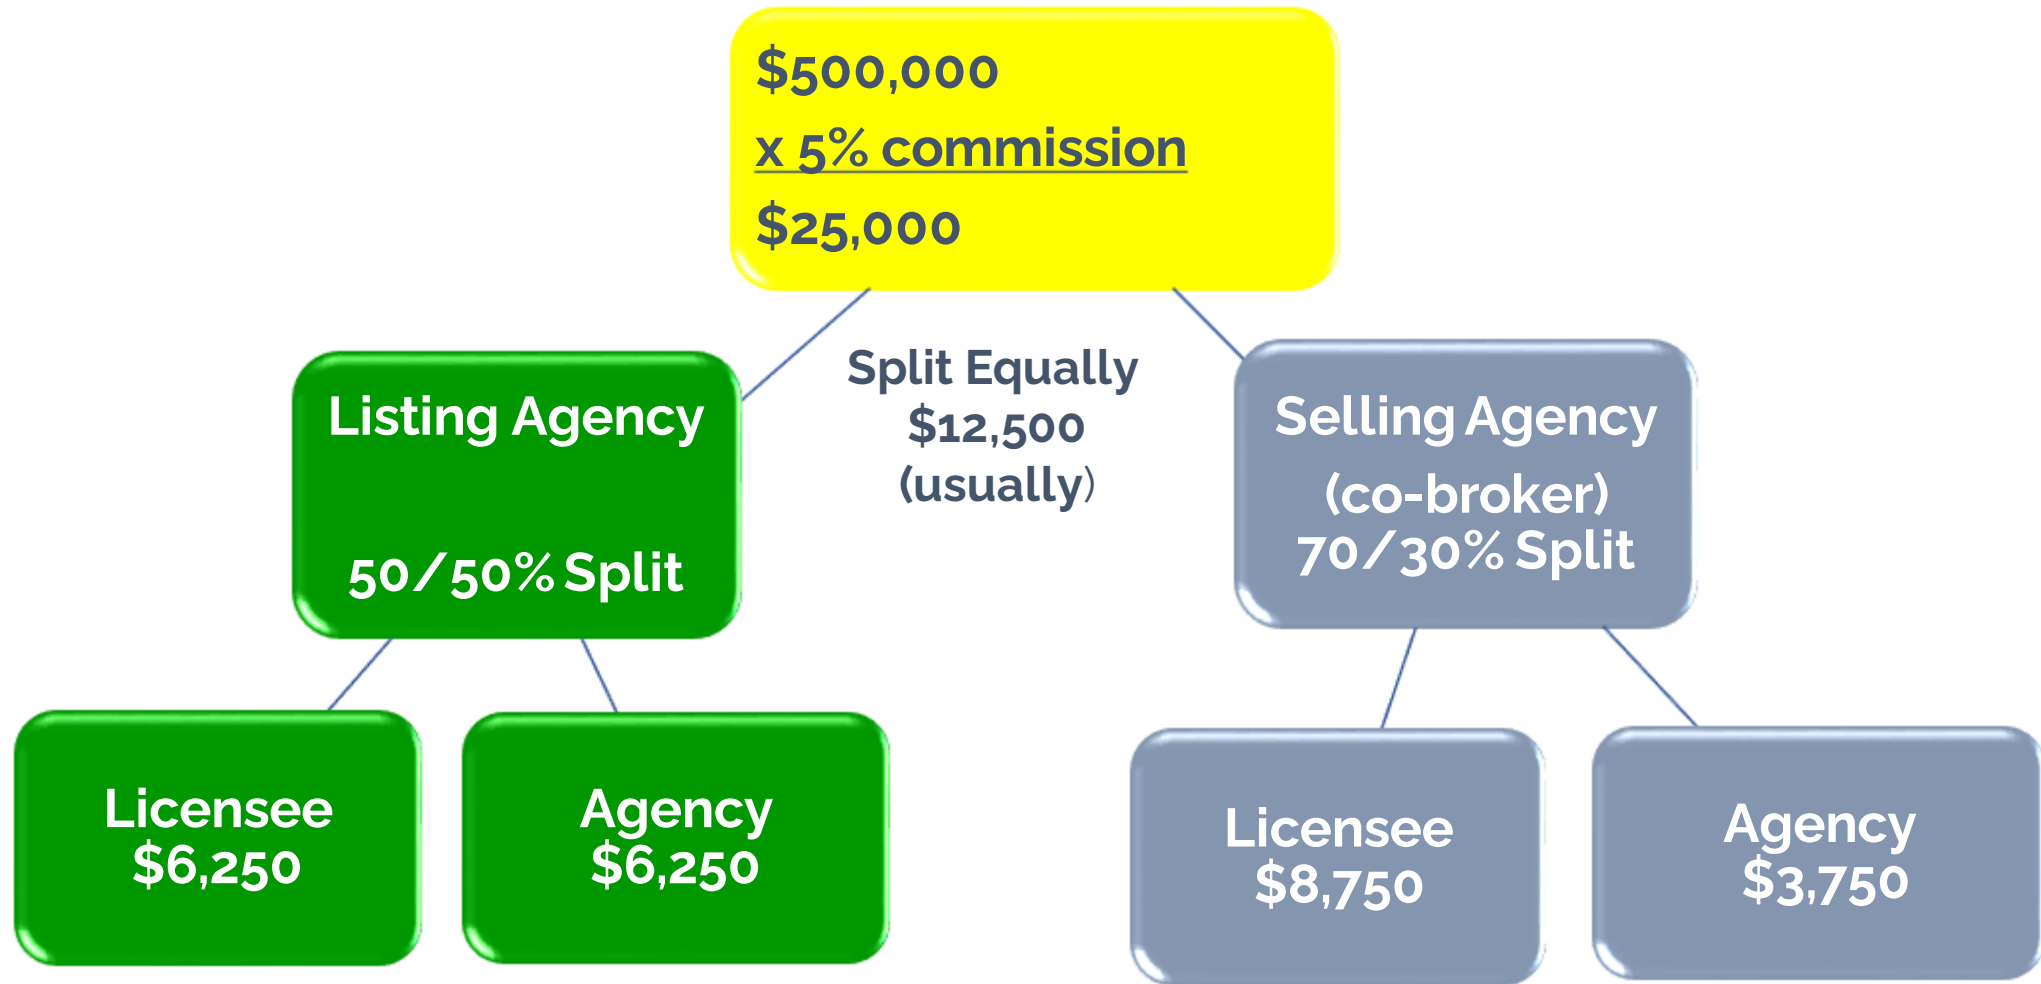 $500,000
x 5% commission
$25,000
Split Equally
$12,500
(usually)
Listing Agency
50/50% Split
Selling Agency
(co-broker)
70/30% Split
Licensee
$6,250
Agency
$6,250
Licensee
$8,750
Agency
$3,750